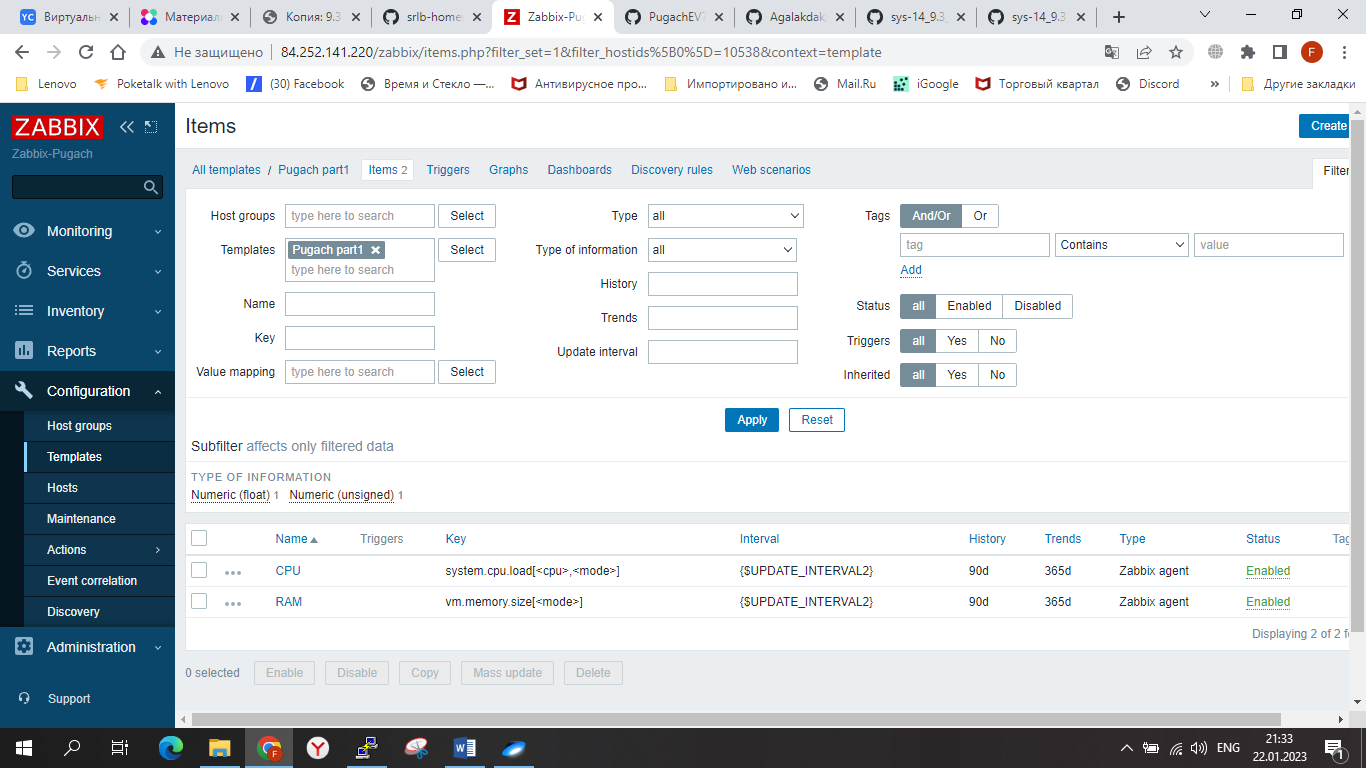 Виртуальн
Материал
Копия: 9.3
srlb-home
Zabbix-Pug
PugachEV7
Agalakdak
sys-14_9.3
sys-14_9.3
Не защищено 84.252.141.220/zabbix/items.php?filter_set=1&filter_hostids%5B0%5D=10538&context=template
Lenovo
Poketalk with Lenovo
(30) Facebook
Время и Стекло —...
Антивирусное про...
Импортировано и...
Mail.Ru
iGoogle
Торговый квартал
Discord
»
Другие закладки
ZABBIX
Zabbix-Pugach
Monitoring
Services
Inventory
Reports
Configuration
Host groups
Templates
Hosts
Maintenance
Actions
Event correlation
Discovery
Administration
Support
Items
Create
All templates / Pugach part1 Items 2 Triggers Graphs Dashboards Discovery rules Web scenarios
Filter
Host groups type here to search Select
Templates Pugach part1 Select
type here to search
Name
Key
Value mapping type here to search Select
Type all
Type of information all
History
Trends
Update interval
Tags And/Or Or
tag Contains value
Add
Status all Enabled Disabled
Triggers all Yes No
Inherited all Yes No
Apply Reset
Subfilter affects only filtered data
TYPE OF INFORMATION
Numeric (float) 1 Numeric (unsigned) 1
Name Triggers Key Interval History Trends Type Status Tag
CPU system.cpu.load[<cpu>,<mode>] {$UPDATE_INTERVAL2} 90d 365d Zabbix agent Enabled
RAM vm.memory.size[<mode>] {$UPDATE_INTERVAL2} 90d 365d Zabbix agent Enabled
Displaying 2 of 2 f
0 selected Enable Disable Copy Mass update Delete
ENG
21:33
22.01.2023
1